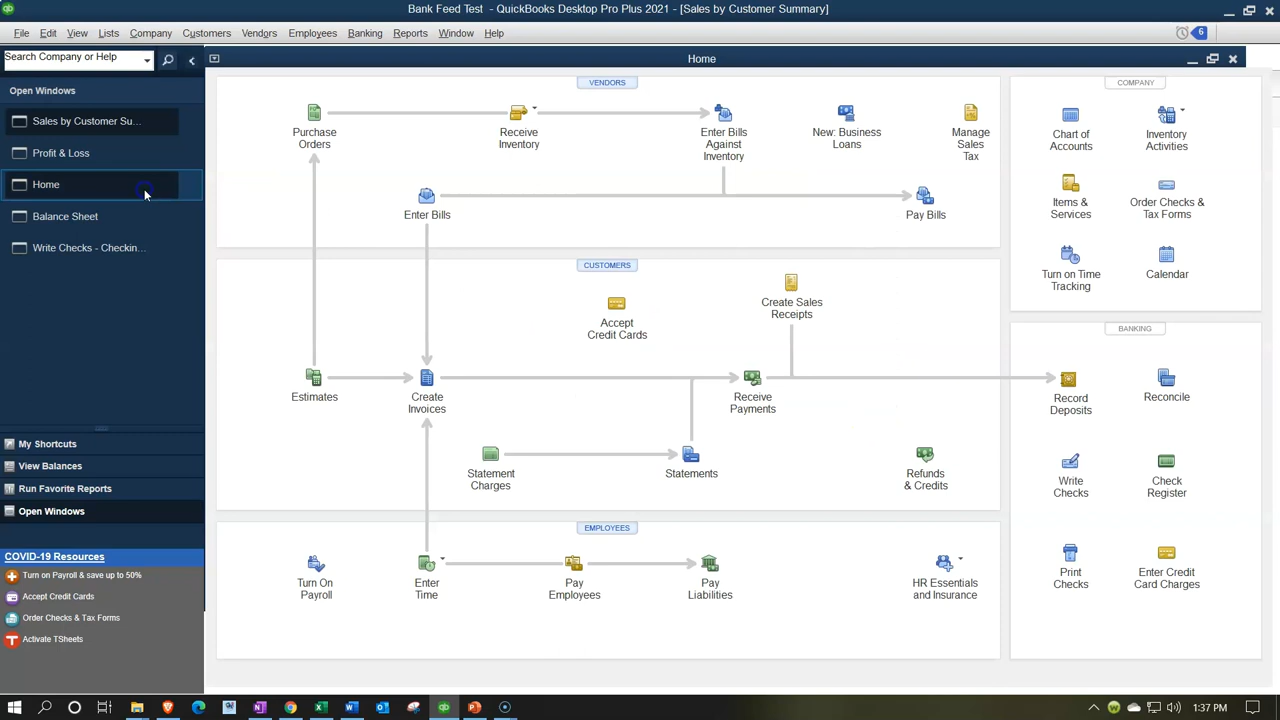 Bank Feed Test - QuickBooks Desktop Pro Plus 2021 - [Sales by Customer Summary]
File Edit View Lists Company Customers Vendors Employees Banking Reports Window Help
6
Search Company or Help
Home
Open Windows
Sales by Customer Su...
Profit & Loss
Home
Balance Sheet
Write Checks - Checkin...
My Shortcuts
View Balances
Run Favorite Reports
Open Windows
COVID-19 Resources
Turn on Payroll & save up to 50%
Accept Credit Cards
Order Checks & Tax Forms
Activate TSheets
VENDORS
Purchase
Orders
Receive
Inventory
Enter Bills
Against
Inventory
New: Business
Loans
Manage
Sales
Tax
Enter Bills
Pay Bills
CUSTOMERS
Accept
Credit Cards
Create Sales
Receipts
Estimates
Create
Invoices
Receive
Payments
Statement
Charges
Statements
Refunds
& Credits
EMPLOYEES
Turn On
Payroll
Enter
Time
Pay
Employees
Pay
Liabilities
HR Essentials
and Insurance
COMPANY
Chart of
Accounts
Inventory
Activities
Items &
Services
Order Checks &
Tax Forms
Turn on Time
Tracking
Calendar
BANKING
Record
Deposits
Reconcile
Write
Checks
Check
Register
Print
Checks
Enter Credit
Card Charges
1:37 PM